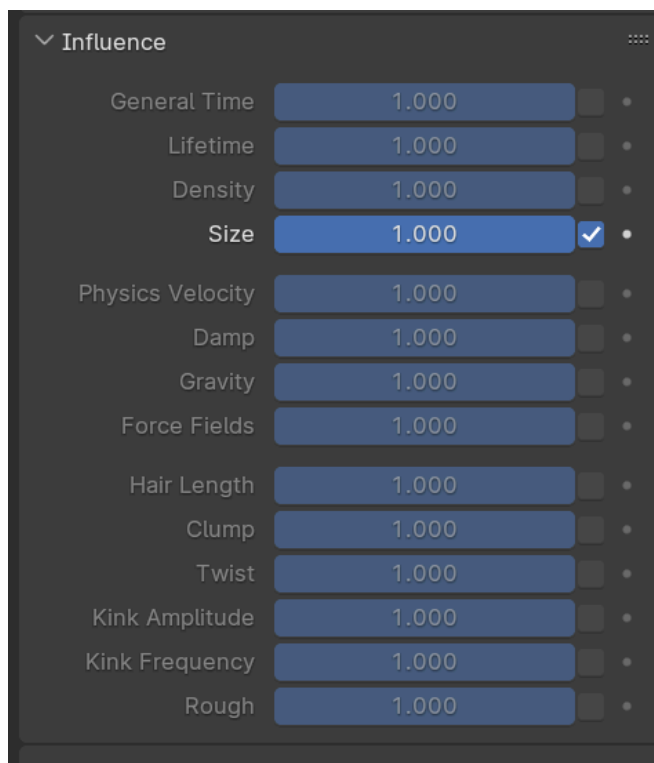 Influence
General Time 1.000
Lifetime 1.000
Density 1.000
Size 1.000
Physics Velocity 1.000
Damp 1.000
Gravity 1.000
Force Fields 1.000
Hair Length 1.000
Clump 1.000
Twist 1.000
Kink Amplitude 1.000
Kink Frequency 1.000
Rough 1.000